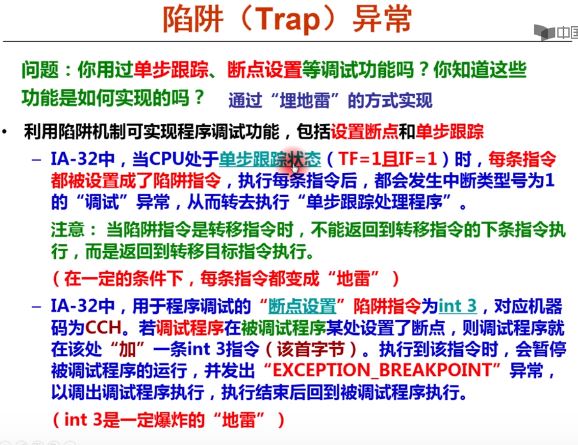 陷阱（Trap）异常
中国
问题：你用过单步跟踪、断点设置等调试功能吗？你知道这些
功能是如何实现的吗？ 通过“埋地雷”的方式实现
• 利用陷阱机制可实现程序调试功能，包括设置断点和单步跟踪
– IA-32中，当CPU处于单步跟踪状态（TF=1且IF=1）时，每条指令
都被设置成了陷阱指令，执行每条指令后，都会发生中断类型号为1
的“调试”异常，从而转去执行“单步跟踪处理程序”。
注意： 当陷阱指令是转移指令时，不能返回到转移指令的下条指令执
行，而是返回到转移目标指令执行。
（在一定的条件下，每条指令都变成“地雷”）
– IA-32中，用于程序调试的“断点设置”陷阱指令为int 3，对应机器
码为CCH。若调试程序在被调试程序某处设置了断点，则调试程序就
在该处“加”一条int 3指令（该首字节）。执行到该指令时，会暂停
被调试程序的运行，并发出“EXCEPTION_BREAKPOINT”异常，
以调出调试程序执行，执行结束后回到被调试程序执行。
（int 3是一定爆炸的“地雷”）